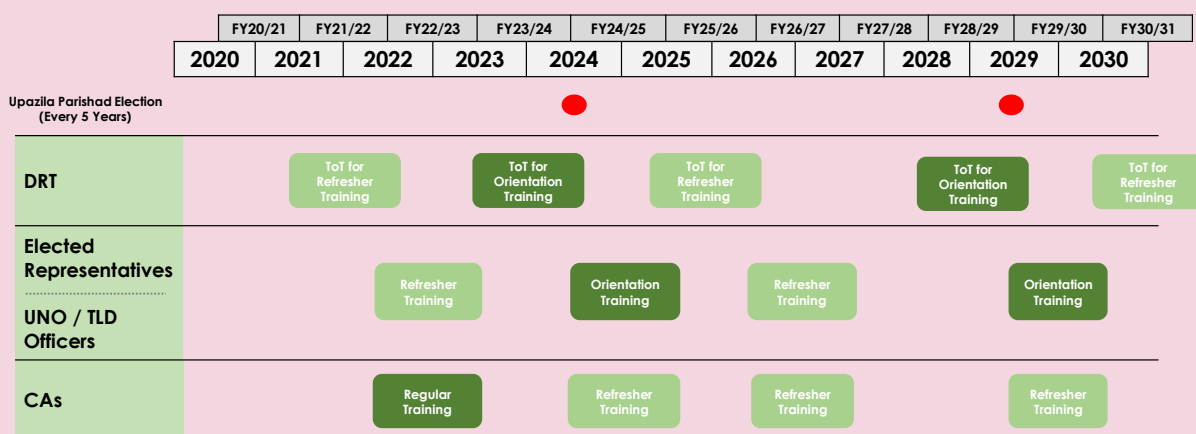 FY20/21 FY21/22 FY22/23 FY23/24 FY24/25 FY25/26 FY26/27 FY27/28 FY28/29 FY29/30 FY30/31
2020 2021 2022 2023 2024 2025 2026 2027 2028 2029 2030
Upazila Parishad Election
(Every 5 Years)
DRT
ToT for
Refresher
Training
ToT for
Orientation
Training
ToT for
Refresher
Training
ToT for
Orientation
Training
ToT for
Refresher
Training
Elected
Representatives
UNO / TLD
Officers
Refresher
Training
Orientation
Training
Refresher
Training
Orientation
Training
CAs
Regular
Training
Refresher
Training
Refresher
Training
Refresher
Training